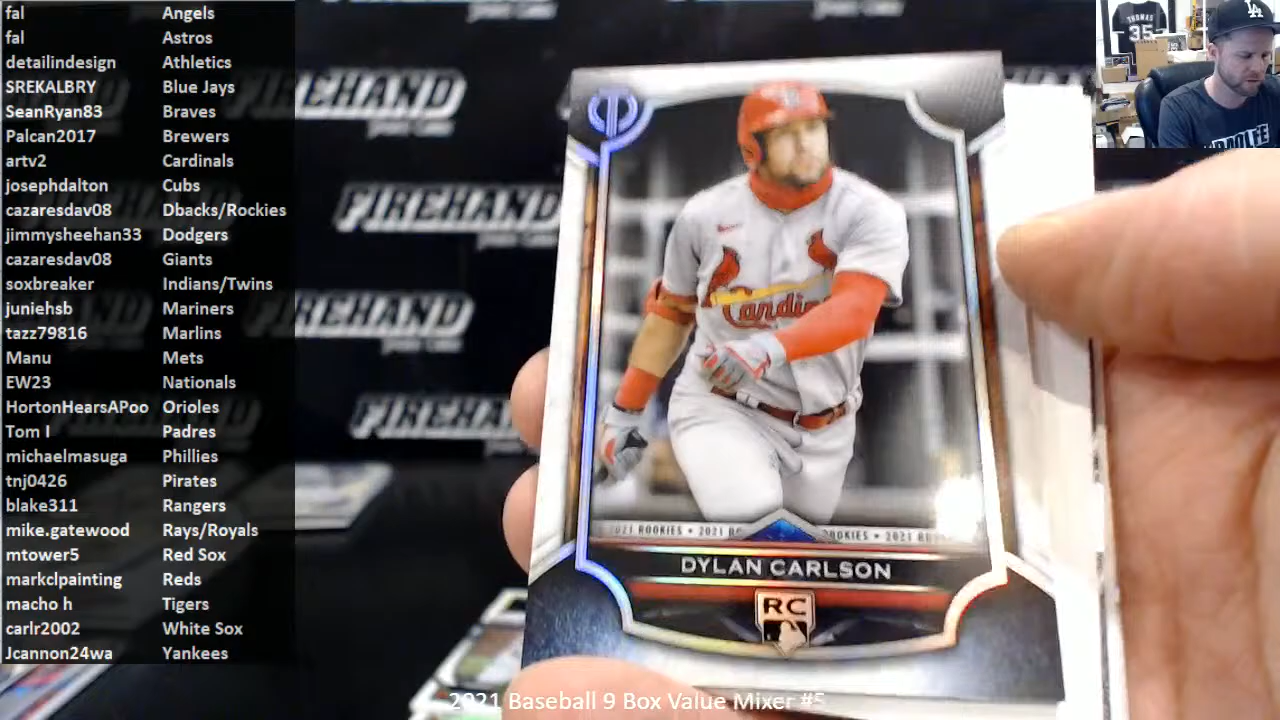 fal Angels
fal Astros
detailindesign Athletics
SREKALBRY Blue Jays
SeanRyan83 Braves
Palcan2017 Brewers
artv2 Cardinals
josephdalton Cubs
cazaresdav08 Dbacks/Rockies
jimmysheehan33 Dodgers
cazaresdav08 Giants
soxbreaker Indians/Twins
juniehsb Mariners
tazz79816 Marlins
Manu Mets
EW23 Nationals
HortonHearsAPoo Orioles
Tom I Padres
michaelmasuga Phillies
tnj0426 Pirates
blake311 Rangers
mike.gatewood Rays/Royals
mtower5 Red Sox
markclpainting Reds
macho h Tigers
carlr2002 White Sox
Jcannon24wa Yankees
FIREHAND
FIREHAND
FIREHAND
FIREHAND
THOMAS
35
LA
2021 ROOKIES • 2021
ROOKIES • 2021
DYLAN CARLSON
RC
2021 Baseball 9 Box Value Mixer #5